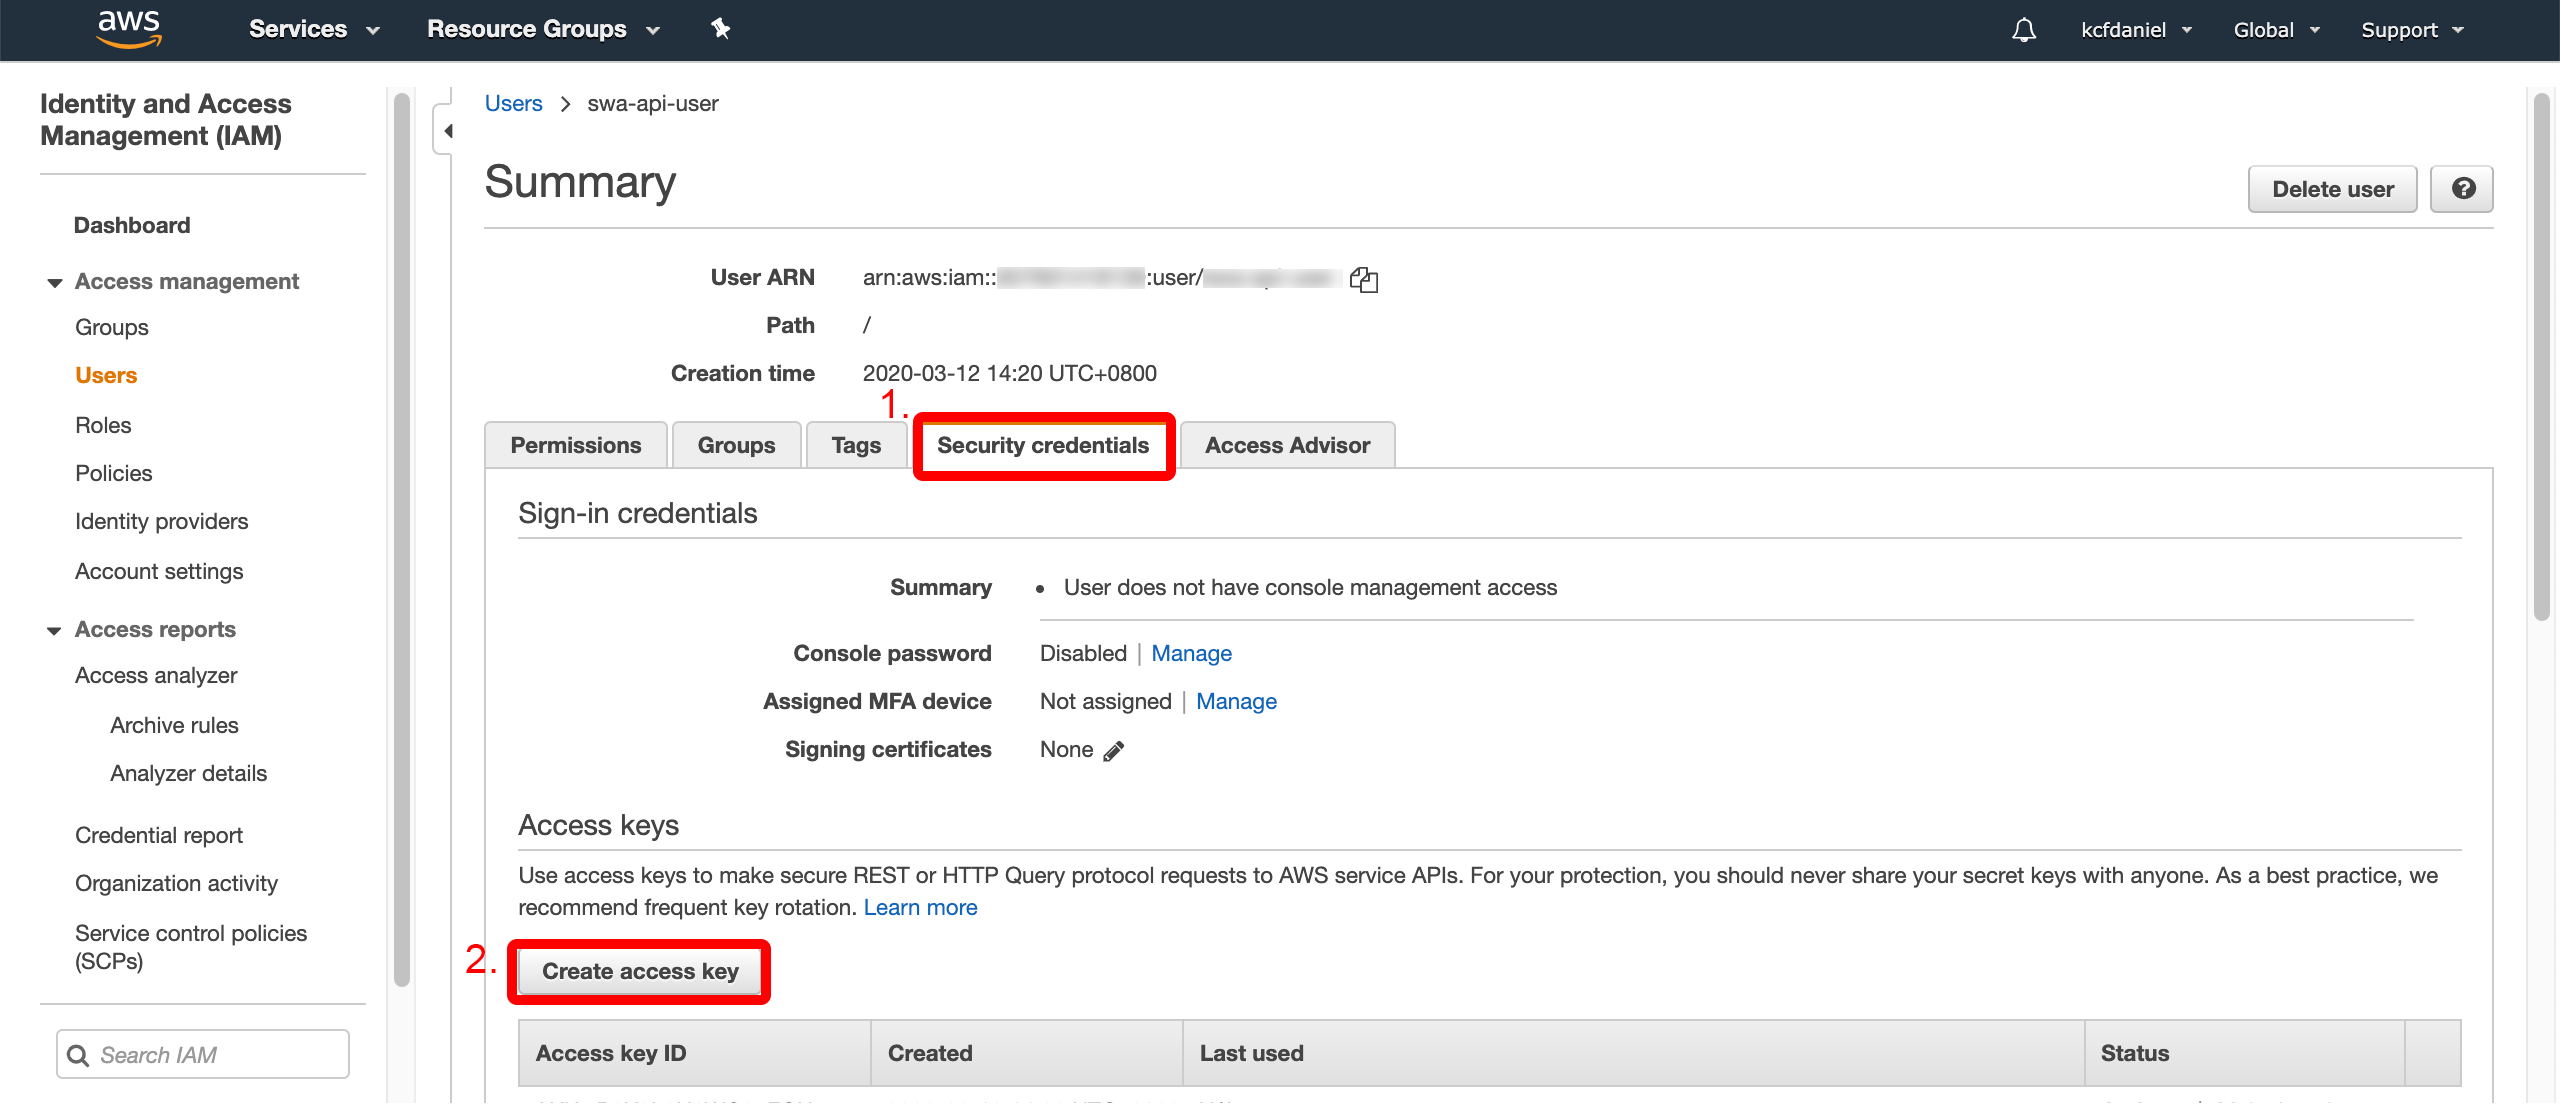 aws Services Resource Groups kcfdaniel Global Support
Identity and Access
Management (IAM)
Dashboard
Access management
Groups
Users
Roles
Policies
Identity providers
Account settings
Access reports
Access analyzer
Archive rules
Analyzer details
Credential report
Organization activity
Service control policies
(SCPs)
Search IAM
Users > swa-api-user
Summary
Delete user
User ARN arn:aws:iam:: :user/
Path /
Creation time 2020-03-12 14:20 UTC+0800
1.
Permissions Groups Tags Security credentials Access Advisor
Sign-in credentials
Summary • User does not have console management access
Console password Disabled | Manage
Assigned MFA device Not assigned | Manage
Signing certificates None
Access keys
Use access keys to make secure REST or HTTP Query protocol requests to AWS service APIs. For your protection, you should never share your secret keys with anyone. As a best practice, we
recommend frequent key rotation. Learn more
2. Create access key
Access key ID Created Last used Status